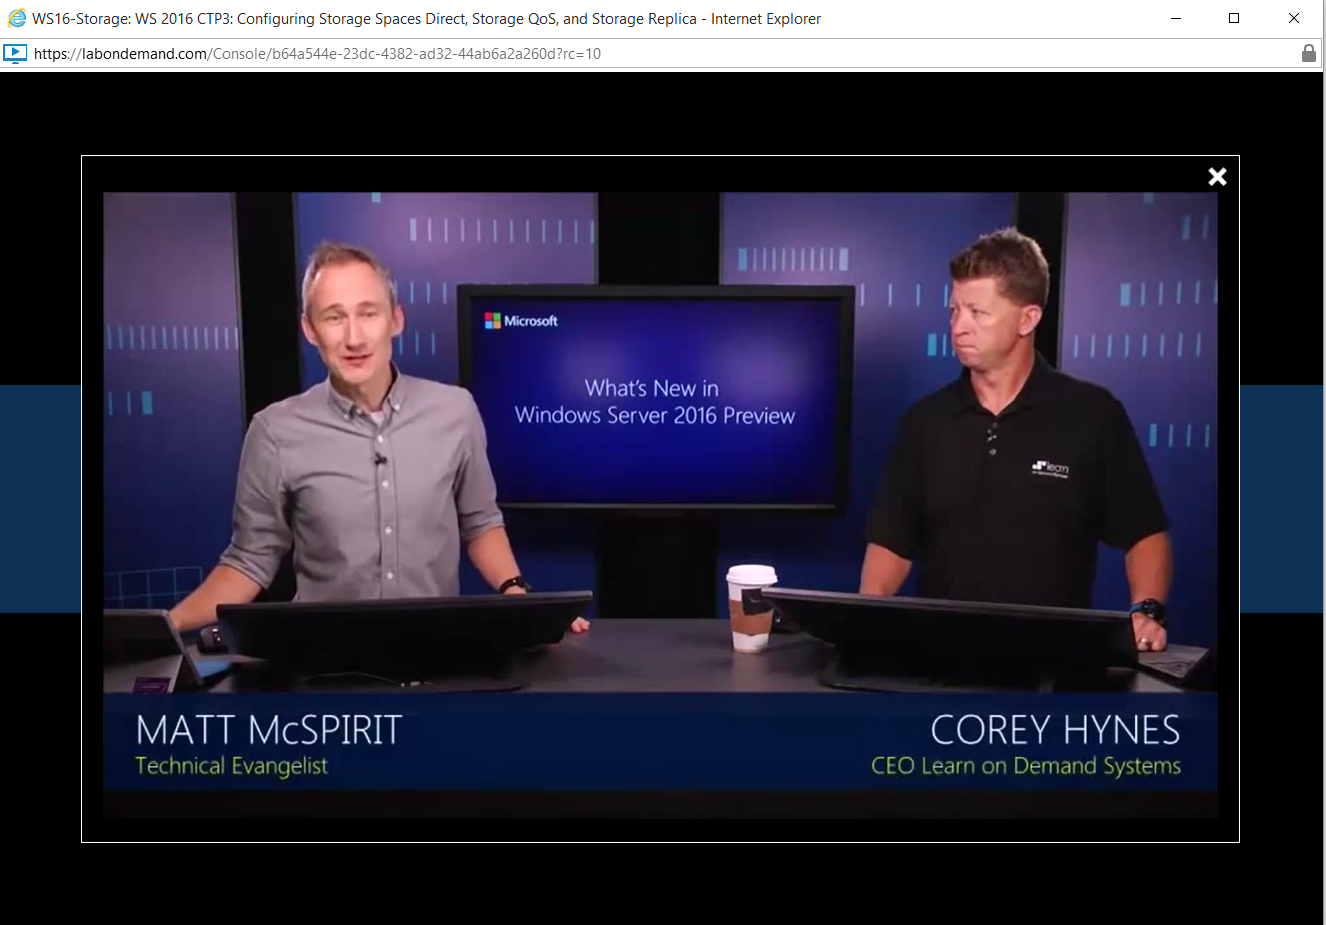 WS16-Storage: WS 2016 CTP3: Configuring Storage Spaces Direct, Storage QoS, and Storage Replica - Internet Explorer
https://labondemand.com/Console/b64a544e-23dc-4382-ad32-44ab6a2a260d?rc=10
Microsoft
What's New in
Windows Server 2016 Preview
learn
MATT McSPIRIT
Technical Evangelist
COREY HYNES
CEO Learn on Demand Systems